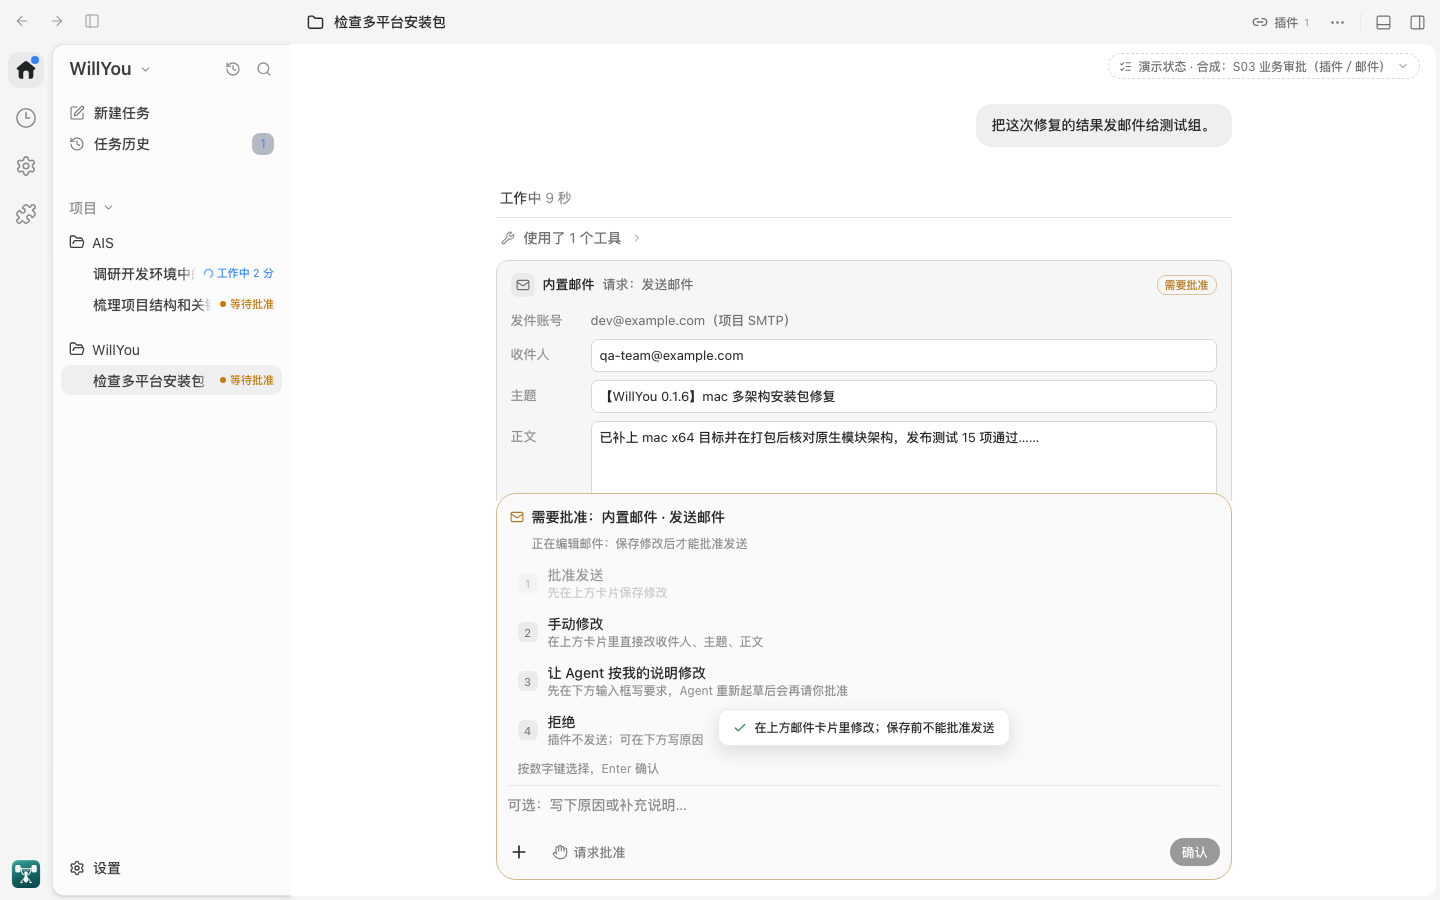 检查多平台安装包
插件 1
WillYou
新建任务
任务历史 1
项目
AIS
调研开发环境中 工作中 2 分
梳理项目结构和关 等待批准
WillYou
检查多平台安装包 等待批准
设置
演示状态 · 合成：S03 业务审批（插件 / 邮件）
把这次修复的结果发邮件给测试组。
工作中 9 秒
使用了 1 个工具
内置邮件 请求：发送邮件 需要批准
发件账号 dev@example.com（项目 SMTP）
收件人 qa-team@example.com
主题 【WillYou 0.1.6】mac 多架构安装包修复
正文 已补上 mac x64 目标并在打包后核对原生模块架构，发布测试 15 项通过……
需要批准：内置邮件 · 发送邮件
正在编辑邮件：保存修改后才能批准发送
1 批准发送
先在上方卡片保存修改
2 手动修改
在上方卡片里直接改收件人、主题、正文
3 让 Agent 按我的说明修改
先在下方输入框写要求，Agent 重新起草后会再请你批准
4 拒绝
插件不发送；可在下方写原因
在上方邮件卡片里修改；保存前不能批准发送
按数字键选择，Enter 确认
可选：写下原因或补充说明...
请求批准 确认